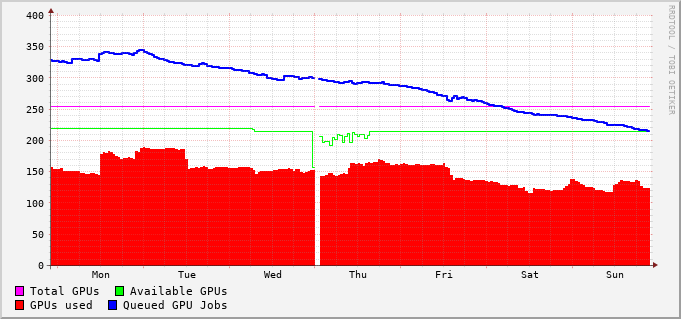 400
350
300
250
200
150
100
50
0
Mon Tue Wed Thu Fri Sat Sun
Total GPUs Available GPUs
GPUs used Queued GPU Jobs
RRDTOOL / TOBI OETIKER